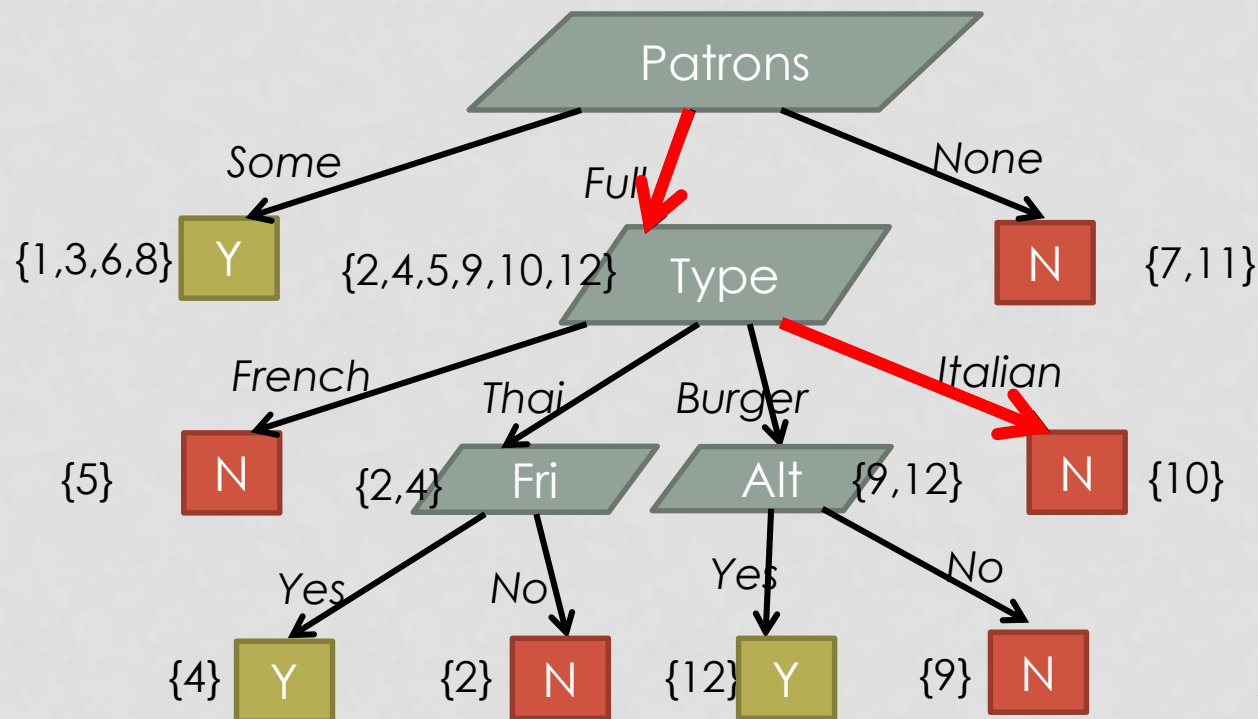 Patrons
Some
Full
None
{1,3,6,8}
Y
{2,4,5,9,10,12}
Type
N
{7,11}
French
Thai
Burger
Italian
{5}
N
{2,4}
Fri
Alt
{9,12}
N
{10}
Yes
No
Yes
No
{4}
Y
{2}
N
{12}
Y
{9}
N